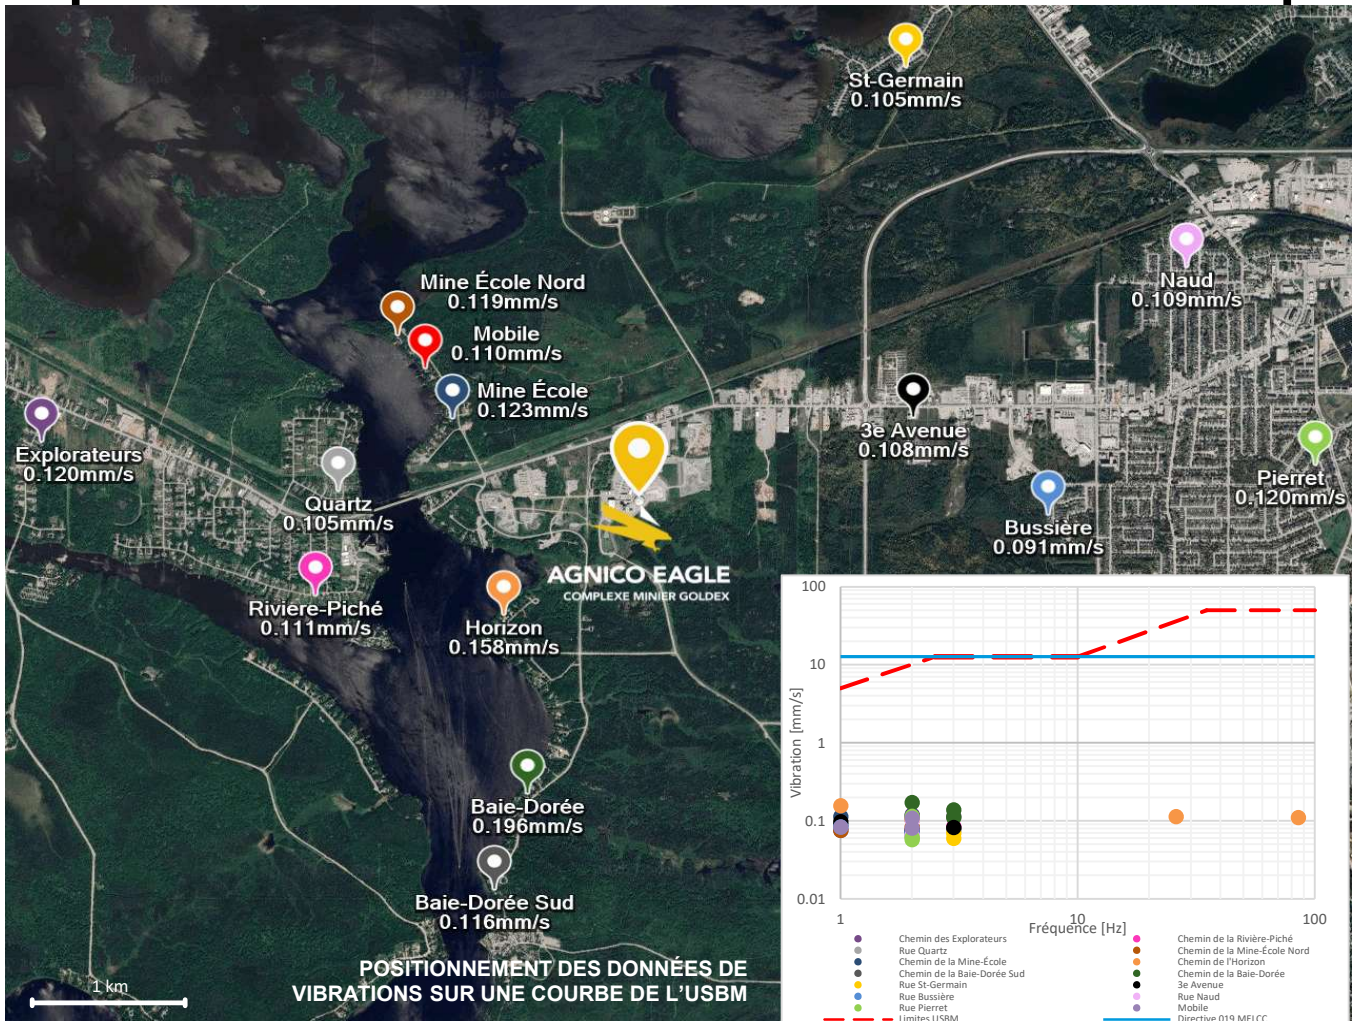 St-Germain
0.105mm/s
Naud
0.109mm/s
Mine École Nord
0.119mm/s
Mobile
0.110mm/s
Mine École
0.123mm/s
Explorateurs
0.120mm/s
Quartz
0.105mm/s
3e Avenue
0.108mm/s
Pierret
0.120mm/s
Bussière
0.091mm/s
AGNICO EAGLE
COMPLEXE MINIER GOLDEX
Riviere-Piché
0.111mm/s
Horizon
0.158mm/s
Baie-Dorée
0.196mm/s
Baie-Dorée Sud
0.116mm/s
POSITIONNEMENT DES DONNÉES DE
VIBRATIONS SUR UNE COURBE DE L'USBM
1 km
Vibration [mm/s]
100
10
1
0.1
0.01
1
10
100
Fréquence [Hz]
Chemin des Explorateurs
Chemin de la Rivière-Piché
Rue Quartz
Chemin de la Mine-École Nord
Chemin de la Mine-École
Chemin de l'Horizon
Chemin de la Baie-Dorée Sud
Chemin de la Baie-Dorée
Rue St-Germain
3e Avenue
Rue Bussière
Rue Naud
Rue Pierret
Mobile
Limites USBM
Directive 019 MELCC